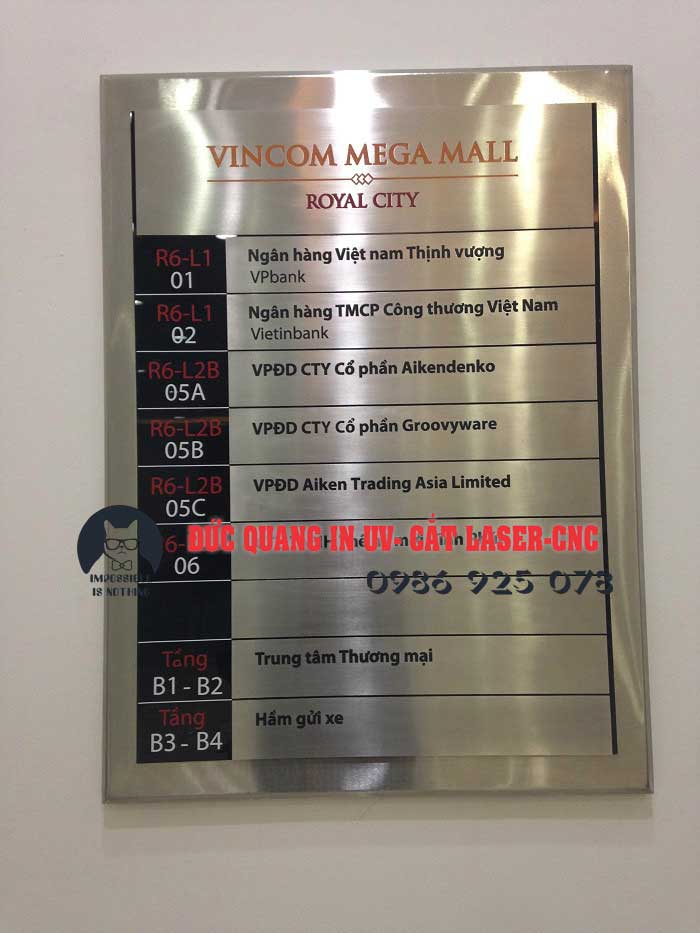 VINCOM MEGA MALL
ROYAL CITY
R6-L1
01
Ngân hàng Việt nam Thịnh vượng
VPbank
R6-L1
02
Ngân hàng TMCP Công thương Việt Nam
Vietinbank
R6-L2B
05A
VPĐD CTY Cổ phần Aikendenko
R6-L2B
05B
VPĐD CTY Cổ phần Groovyware
R6-L2B
05C
VPĐD Aiken Trading Asia Limited
ĐỨC QUANG IN UV- CẮT LASER-CNC
06
0986 925 078
IMPOSSIBLE
IS NOTHING
Tầng
B1 - B2
Trung tâm Thương mại
Tầng
B3 - B4
Hầm gửi xe